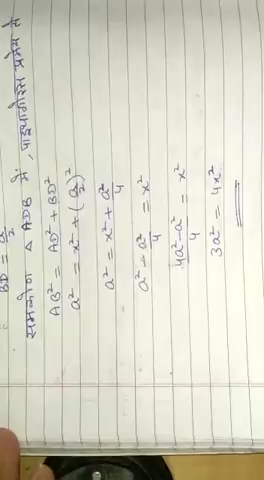 BD = a/2
समकोण △ ADB में, पाइथागोरस प्रमेय से
AB² = AD² + BD²
a² = x² + (a/2)²
a² = x² + a²/4
a² - a²/4 = x²
4a² - a²/4 = x²
3a² = 4x²